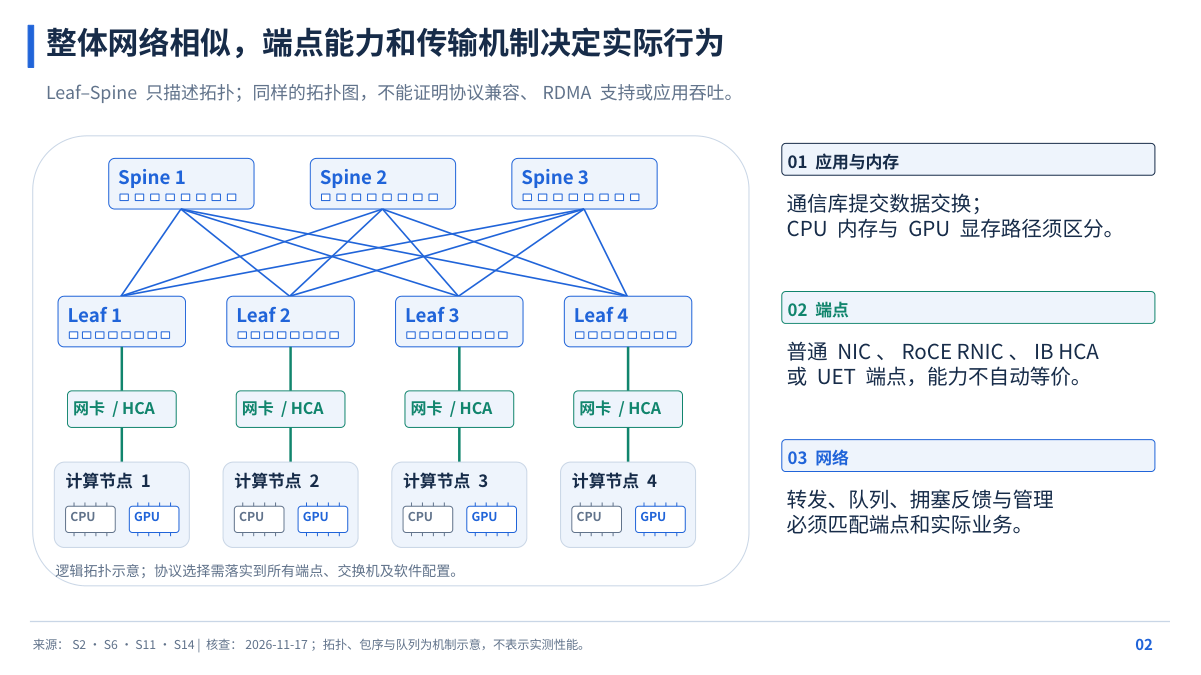 整体网络相似，端点能力和传输机制决定实际行为
Leaf–Spine 只描述拓扑；同样的拓扑图，不能证明协议兼容、 RDMA 支持或应用吞吐。
Spine 1
Spine 2
Spine 3
Leaf 1
Leaf 2
Leaf 3
Leaf 4
网卡 / HCA
网卡 / HCA
网卡 / HCA
网卡 / HCA
计算节点 1
计算节点 2
计算节点 3
计算节点 4
CPU
GPU
CPU
GPU
CPU
GPU
CPU
GPU
逻辑拓扑示意；协议选择需落实到所有端点、交换机及软件配置。
01 应用与内存
通信库提交数据交换；
CPU 内存与 GPU 显存路径须区分。
02 端点
普通 NIC 、 RoCE RNIC 、 IB HCA
或 UET 端点，能力不自动等价。
03 网络
转发、队列、拥塞反馈与管理
必须匹配端点和实际业务。
来源： S2 · S6 · S11 · S14 | 核查： 2026-11-17 ；拓扑、包序与队列为机制示意，不表示实测性能。
02